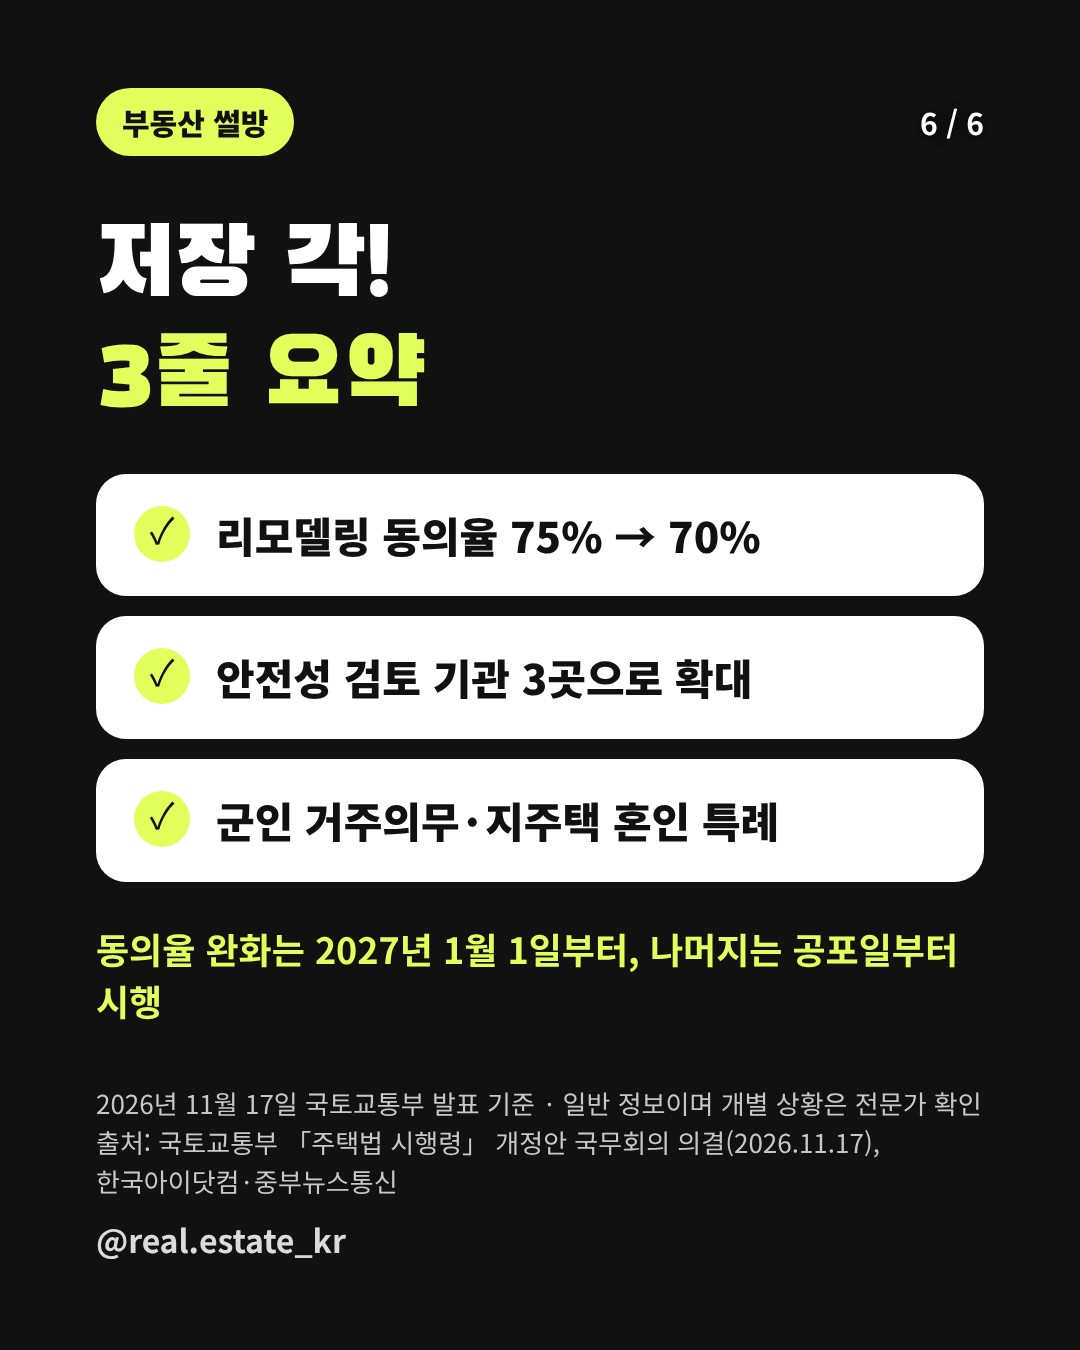 부동산 썰방
6 / 6
저장 각!
3줄 요약
✓ 리모델링 동의율 75% → 70%
✓ 안전성 검토 기관 3곳으로 확대
✓ 군인 거주의무·지주택 혼인 특례
동의율 완화는 2027년 1월 1일부터, 나머지는 공포일부터
시행
2026년 11월 17일 국토교통부 발표 기준 · 일반 정보이며 개별 상황은 전문가 확인
출처: 국토교통부 「주택법 시행령」 개정안 국무회의 의결(2026.11.17),
한국아이닷컴·중부뉴스통신
@real.estate_kr